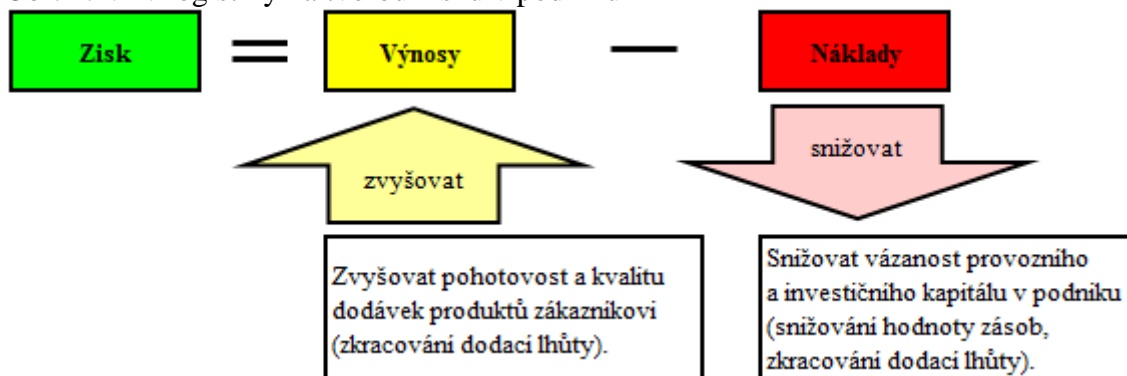 Zisk = Výnosy — Náklady
zvyšovat
snižovat
Zvyšovat pohotovost a kvalitu
dodávek produktů zákazníkovi
(zkracování dodací lhůty).
Snižovat vázanost provozního
a investičního kapitálu v podniku
(snižování hodnoty zásob,
zkracování dodací lhůty).